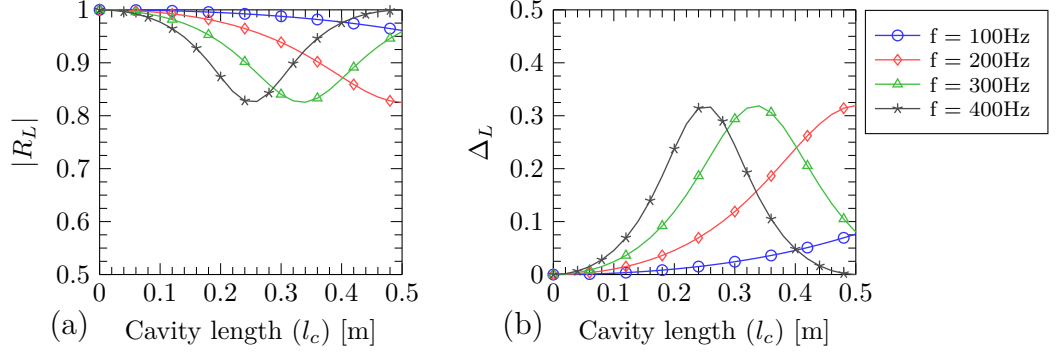 1
0.9
0.8
0.7
0.6
0.5
|R_L|
0 0.1 0.2 0.3 0.4 0.5
(a) Cavity length (l_c) [m]
0.5
0.4
0.3
0.2
0.1
0
Δ_L
0 0.1 0.2 0.3 0.4 0.5
(b) Cavity length (l_c) [m]
f = 100Hz
f = 200Hz
f = 300Hz
f = 400Hz